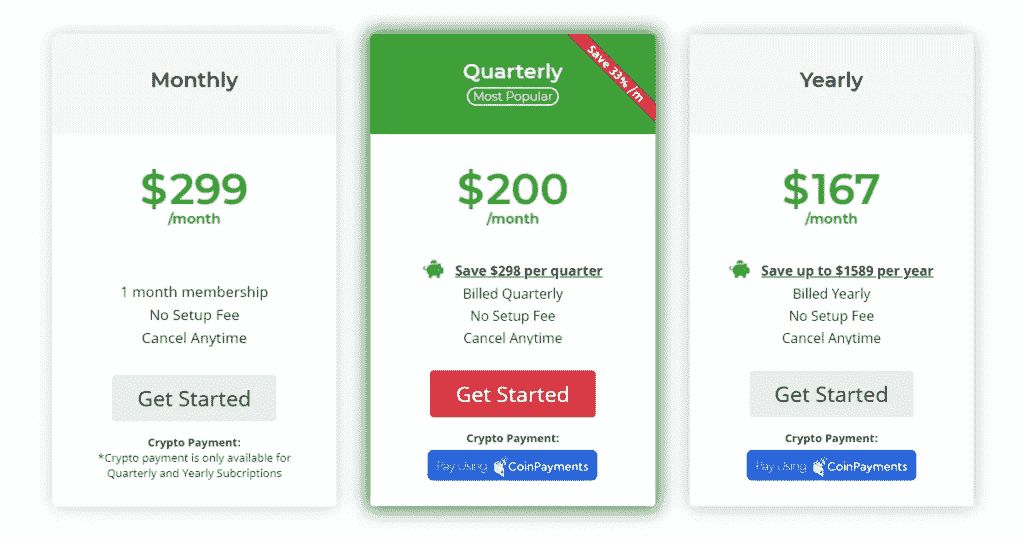 Monthly
$299
/month
1 month membership
No Setup Fee
Cancel Anytime
Get Started
Crypto Payment:
*Crypto payment is only available for
Quarterly and Yearly Subcriptions
Quarterly
Most Popular
Save 33% /m
$200
/month
Save $298 per quarter
Billed Quarterly
No Setup Fee
Cancel Anytime
Get Started
Crypto Payment:
Pay Using CoinPayments
Yearly
$167
/month
Save up to $1589 per year
Billed Yearly
No Setup Fee
Cancel Anytime
Get Started
Crypto Payment:
Pay Using CoinPayments